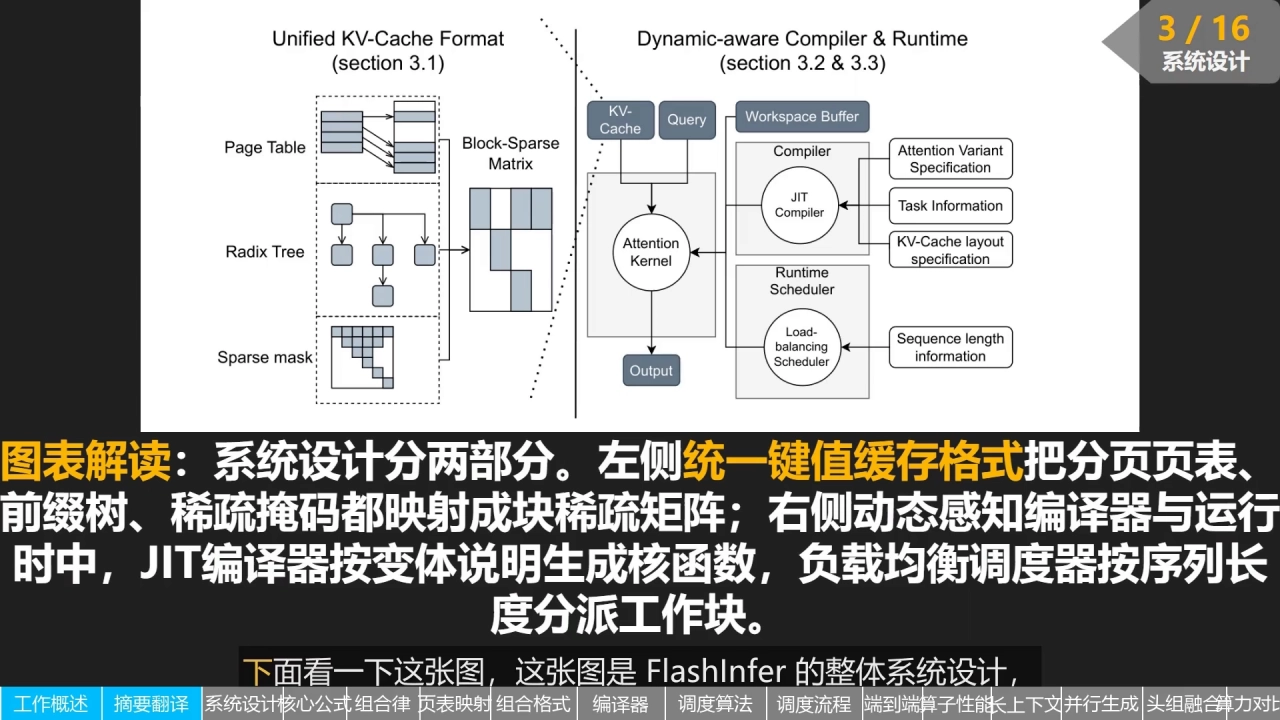 Unified KV-Cache Format
(section 3.1)
Page Table
Radix Tree
Sparse mask
Block-Sparse
Matrix
Dynamic-aware Compiler & Runtime
(section 3.2 & 3.3)
KV-
Cache
Query
Workspace Buffer
Attention
Kernel
Output
Compiler
JIT
Compiler
Attention Variant
Specification
Task Information
KV-Cache layout
specification
Runtime
Scheduler
Load-
balancing
Scheduler
Sequence length
information
3 / 16
系统设计
图表解读：系统设计分两部分。左侧统一键值缓存格式把分页页表、
前缀树、稀疏掩码都映射成块稀疏矩阵；右侧动态感知编译器与运行
时中，JIT编译器按变体说明生成核函数，负载均衡调度器按序列长
度分派工作块。
下面看一下这张图，这张图是 FlashInfer 的整体系统设计，
工作概述 摘要翻译 系统设计 核心公式 组合律 页表映射 组合格式 编译器 调度算法 调度流程 端到端 算子性能 长上下文 并行生成 头组融合 算力对比